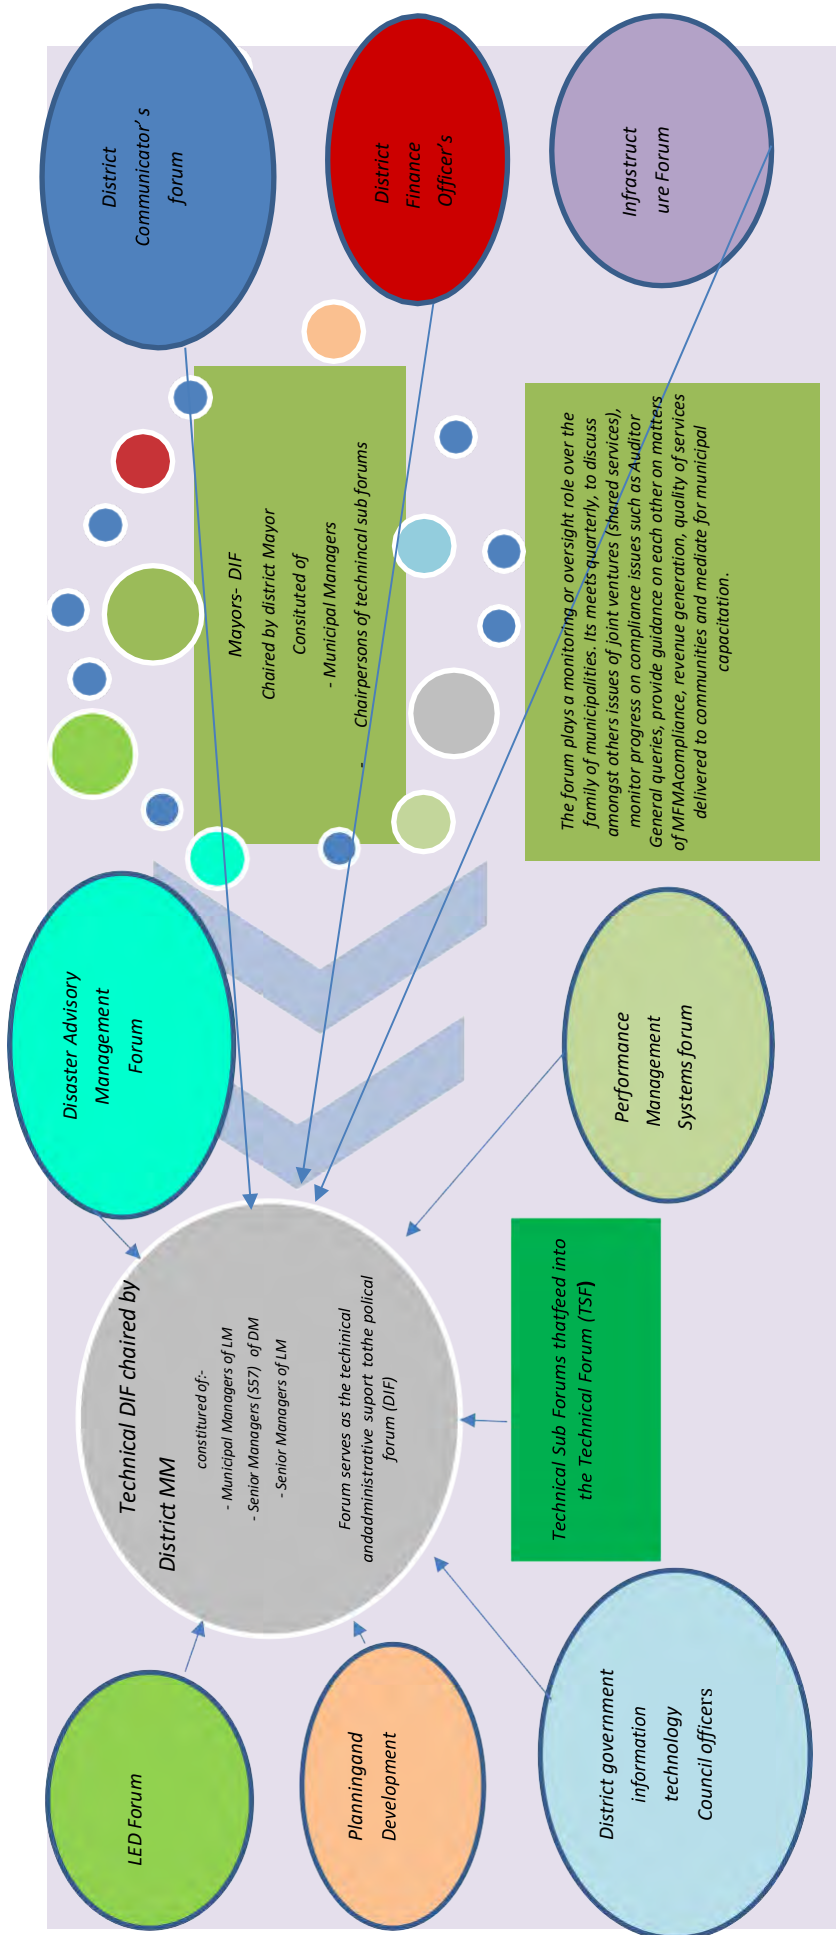 LED Forum
Technical DIF chaired by
District MM
constitured of:-
- Municipal Managers of LM
- Senior Managers (S57) of DM
- Senior Managers of LM
Forum serves as the techinical
andadministrative suport tothe polical
forum (DIF)
Disaster Advisory
Management
Forum
Mayors- DIF
Chaired by district Mayor
Consituted of
- Municipal Managers
- Chairpersons of technincal sub forums
District
Communicator's
forum
District
Finance
Officer's
Planningand
Development
District government
information
technology
Council officers
Technical Sub Forums thatfeed into
the Technical Forum (TSF)
Performance
Management
Systems forum
The forum plays a monitoring or oversight role over the
family of municipalities. Its meets quarterly, to discuss
amongst others issues of joint ventures (shared services),
monitor progress on compliance issues such as Auditor
General queries, provide guidance on each other on matters
of MFMAcompliance, revenue generation, quality of services
delivered to communities and mediate for municipal
capacitation.
Infrastruct
ure Forum